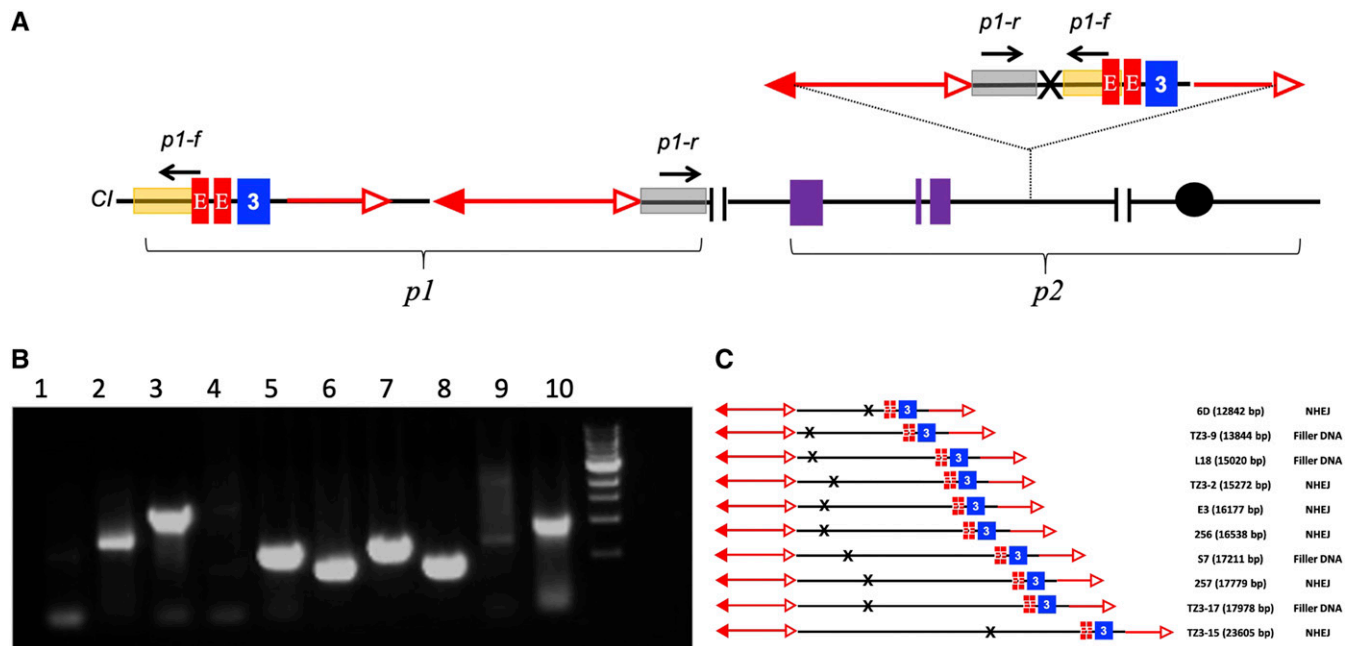 A
p1-r p1-f
E E 3
p1-f p1-r
CI E E 3
p1 p2
B
1 2 3 4 5 6 7 8 9 10
C
3 6D (12842 bp) NHEJ
3 TZ3-9 (13844 bp) Filler DNA
3 L18 (15020 bp) Filler DNA
3 TZ3-2 (15272 bp) NHEJ
3 E3 (16177 bp) NHEJ
3 256 (16538 bp) NHEJ
3 S7 (17211 bp) Filler DNA
3 257 (17779 bp) NHEJ
3 TZ3-17 (17978 bp) Filler DNA
3 TZ3-15 (23605 bp) NHEJ